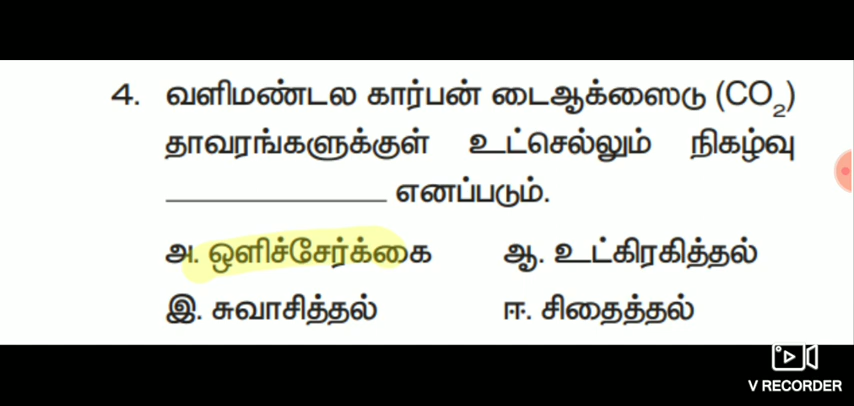 4. வளிமண்டல கார்பன் டைஆக்ஸைடு (CO₂)
தாவரங்களுக்குள் உட்செல்லும் நிகழ்வு
____________ எனப்படும்.
அ. ஒளிச்சேர்க்கை ஆ. உட்கிரகித்தல்
இ. சுவாசித்தல் ஈ. சிதைத்தல்
V RECORDER